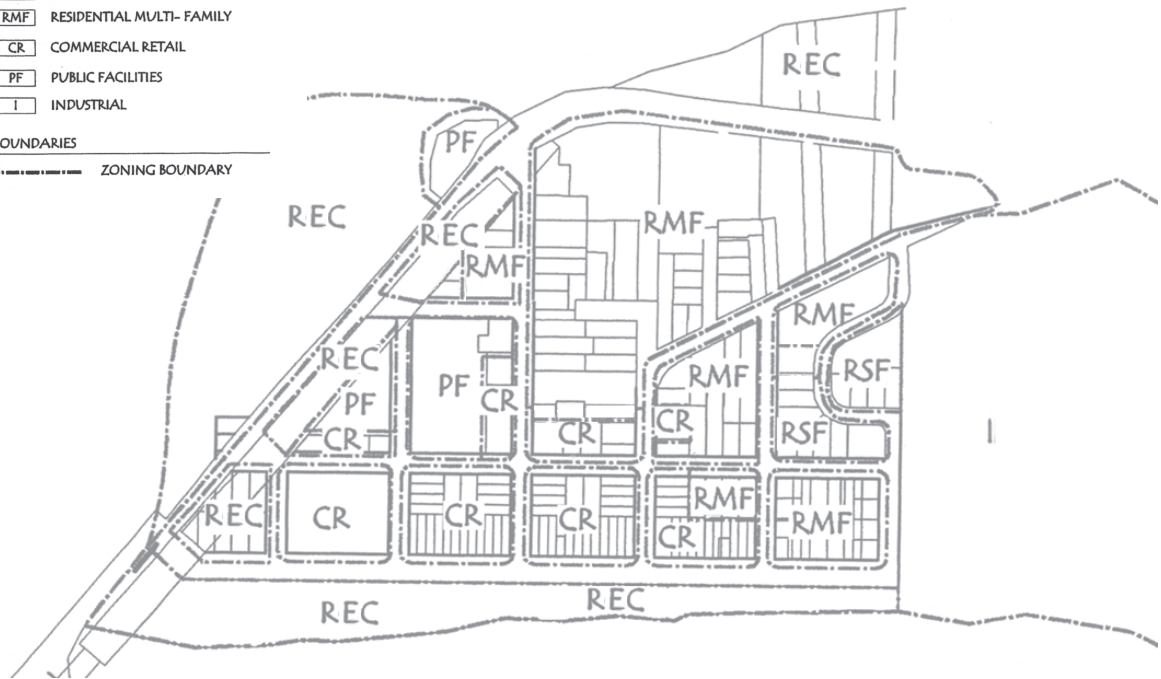 RMF RESIDENTIAL MULTI- FAMILY
CR COMMERCIAL RETAIL
PF PUBLIC FACILITIES
I INDUSTRIAL
OUNDARIES
ZONING BOUNDARY
REC
PF
REC
RMF
REC
RMF
RMF
REC
RMF
RSF
PF
CR
PF
CR
CR
CR
RSF
REC
CR
CR
CR
RMF
CR
RMF
I
REC
REC